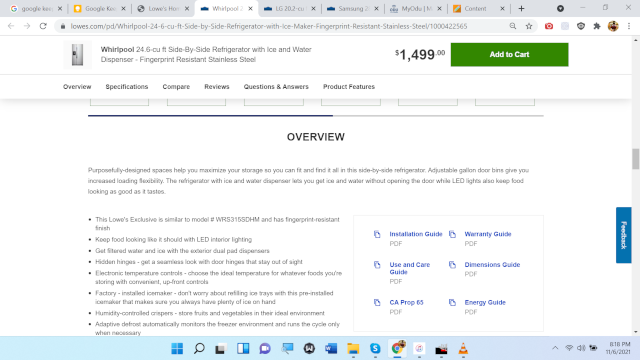 google keep
Google Keep
Lowe's Hom
Whirlpool 2
LG 20.2-cu
Samsung 2
MyOdu | M
Content
lowes.com/pd/Whirlpool-24-6-cu-ft-Side-by-Side-Refrigerator-with-Ice-Maker-Fingerprint-Resistant-Stainless-Steel/1000422565
Whirlpool 24.6-cu ft Side-By-Side Refrigerator with Ice and Water
Dispenser - Fingerprint Resistant Stainless Steel
$1,499.00
Add to Cart
Overview Specifications Compare Reviews Questions & Answers Product Features
OVERVIEW
Purposefully-designed spaces help you maximize your storage so you can fit and find it all in this side-by-side refrigerator. Adjustable gallon door bins give you
increased loading flexibility. The refrigerator with ice and water dispenser lets you get ice and water without opening the door while LED lights also keep food
looking as good as it tastes.
This Lowe's Exclusive is similar to model # WRS315SDHM and has fingerprint-resistant
finish
Keep food looking like it should with LED interior lighting
Get filtered water and ice with the exterior dual pad dispensers
Hidden hinges - get a seamless look with door hinges that stay out of sight
Electronic temperature controls - choose the ideal temperature for whatever foods you're
storing with convenient, up-front controls
Factory - installed icemaker - don't worry about refilling ice trays with this pre-installed
icemaker that makes sure you always have plenty of ice on hand
Humidity-controlled crispers - store fruits and vegetables in their ideal environment
Adaptive defrost automatically monitors the freezer environment and runs the cycle only
when necessary
Installation Guide
PDF
Warranty Guide
PDF
Use and Care
Guide
PDF
Dimensions Guide
PDF
CA Prop 65
PDF
Energy Guide
PDF
Feedback
8:18 PM
11/6/2021